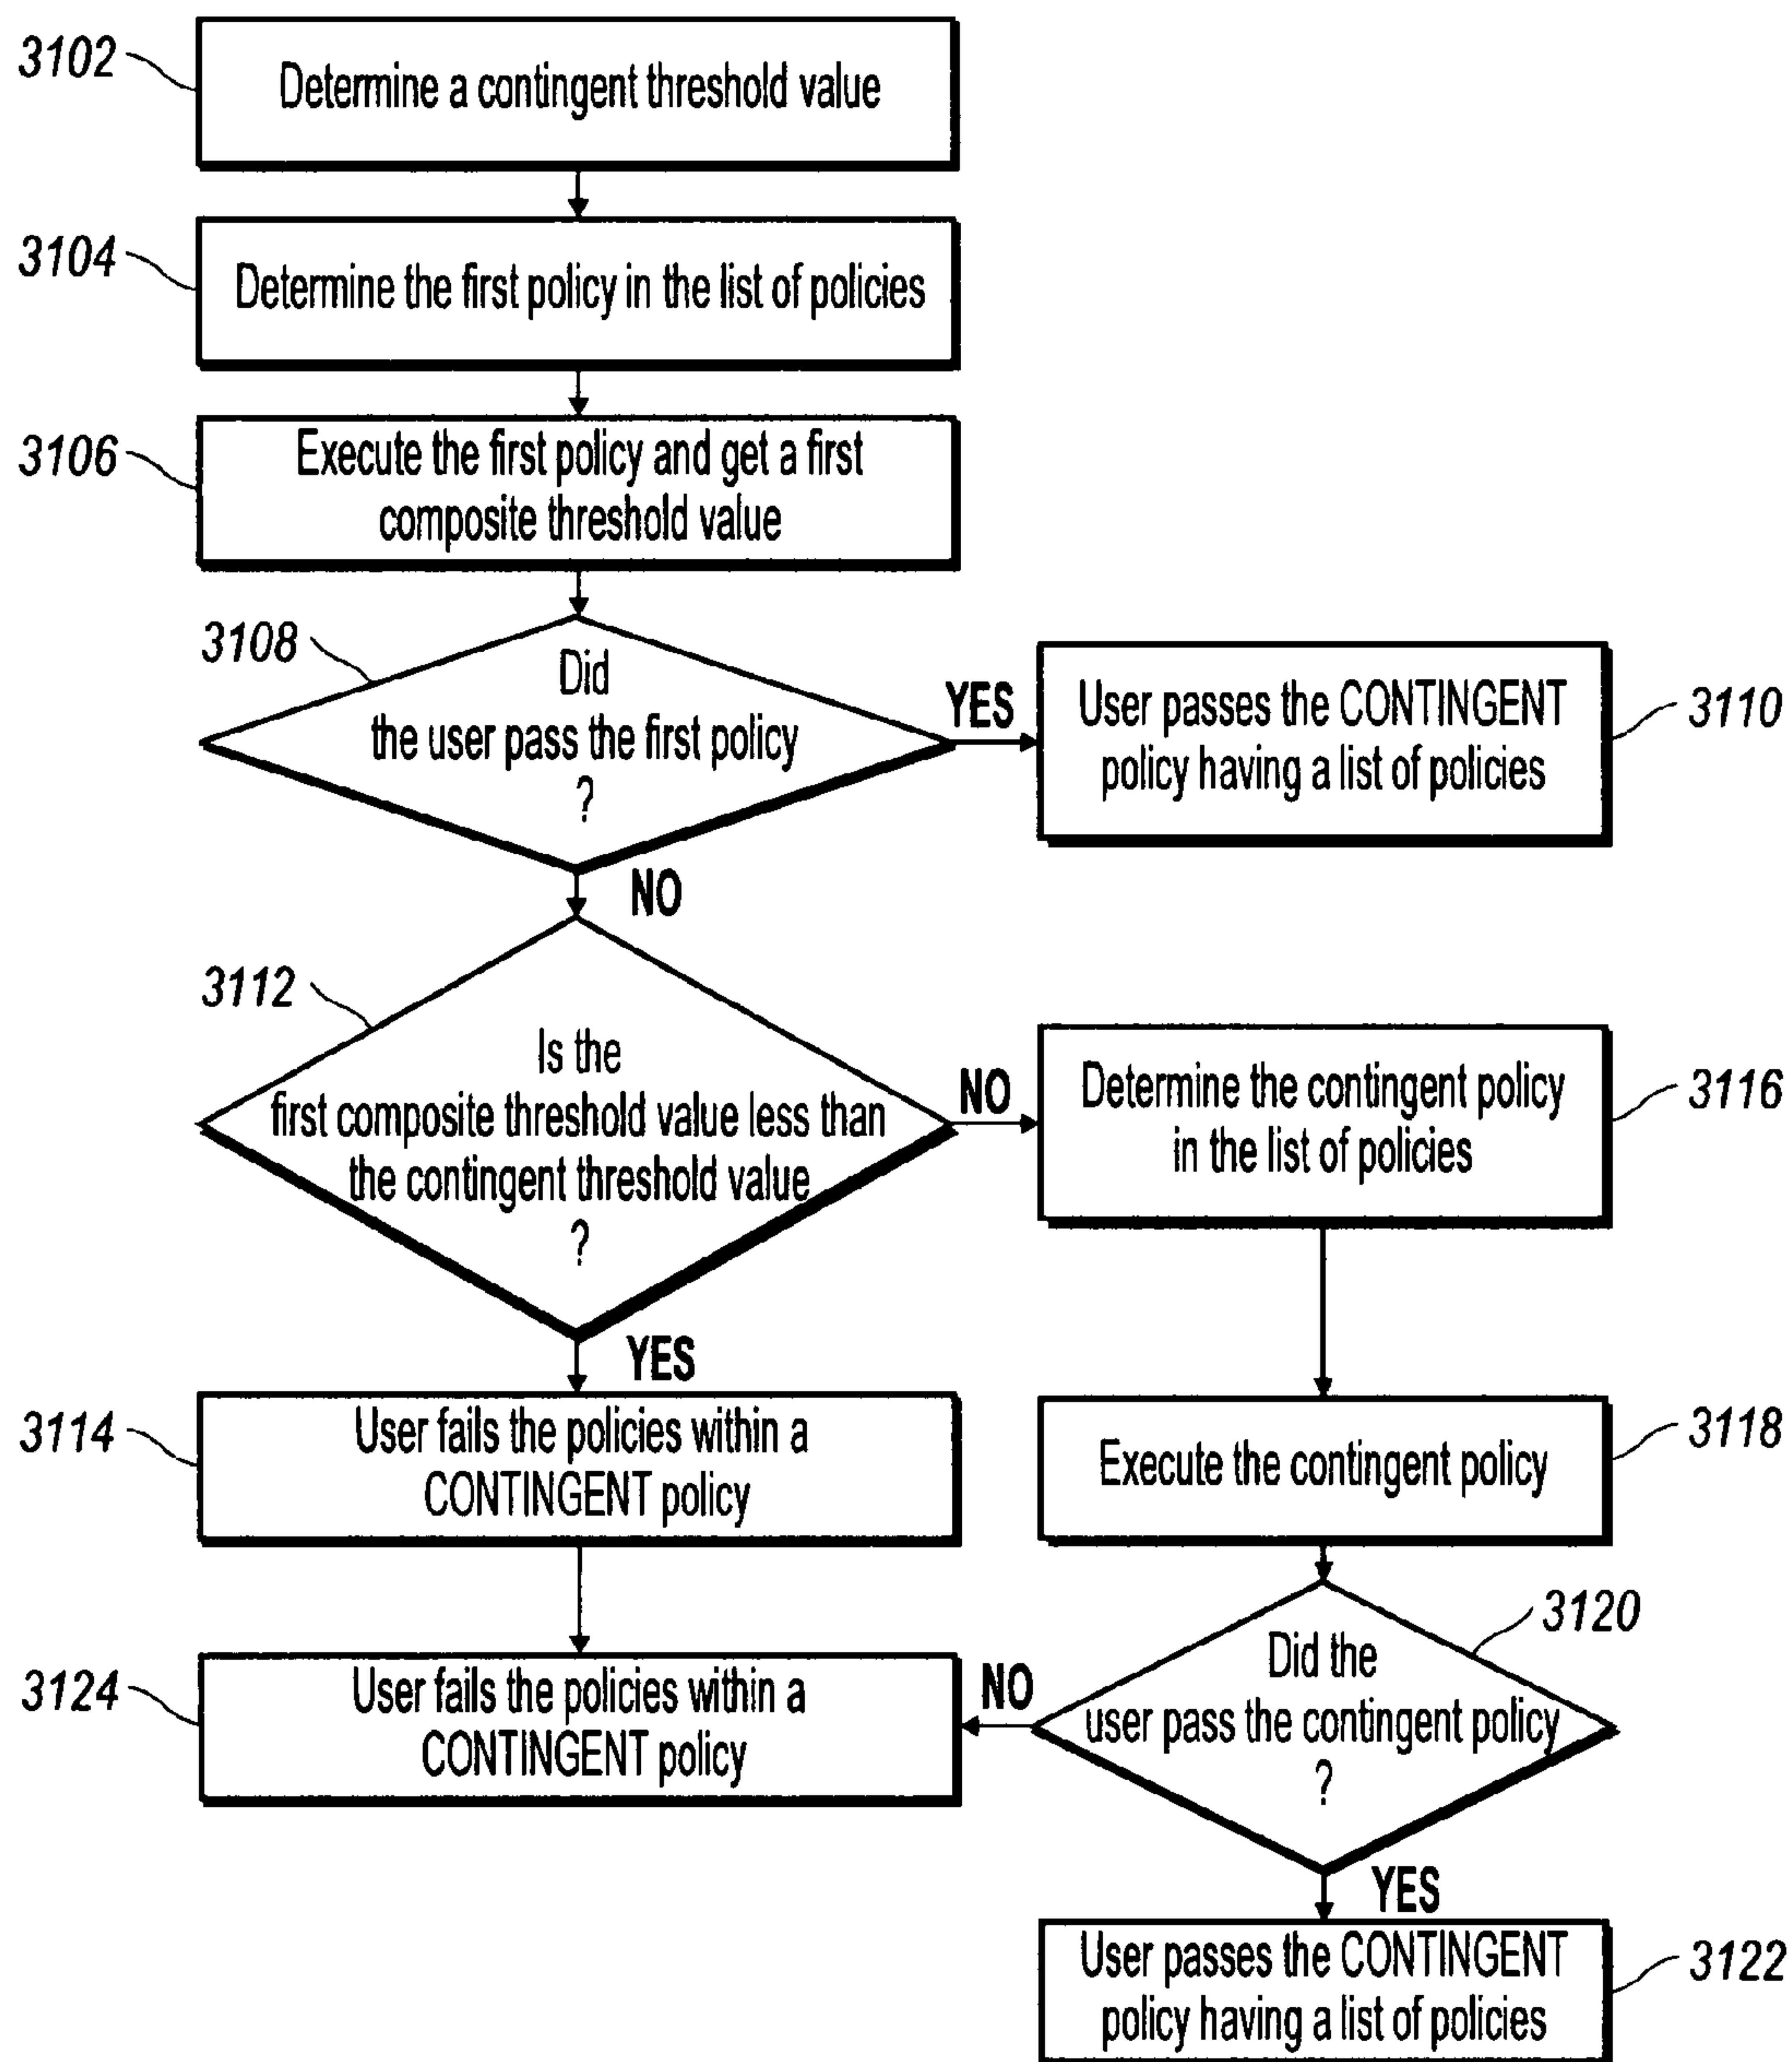 3102
Determine a contingent threshold value
3104
Determine the first policy in the list of policies
3106
Execute the first policy and get a first
composite threshold value
3108
Did
the user pass the first policy
?
YES
User passes the CONTINGENT
policy having a list of policies
3110
NO
3112
Is the
first composite threshold value less than
the contingent threshold value
?
NO
Determine the contingent policy
in the list of policies
3116
YES
3114
User fails the policies within a
CONTINGENT policy
Execute the contingent policy
3118
3124
User fails the policies within a
CONTINGENT policy
NO
3120
Did the
user pass the contingent policy
?
YES
User passes the CONTINGENT
policy having a list of policies
3122